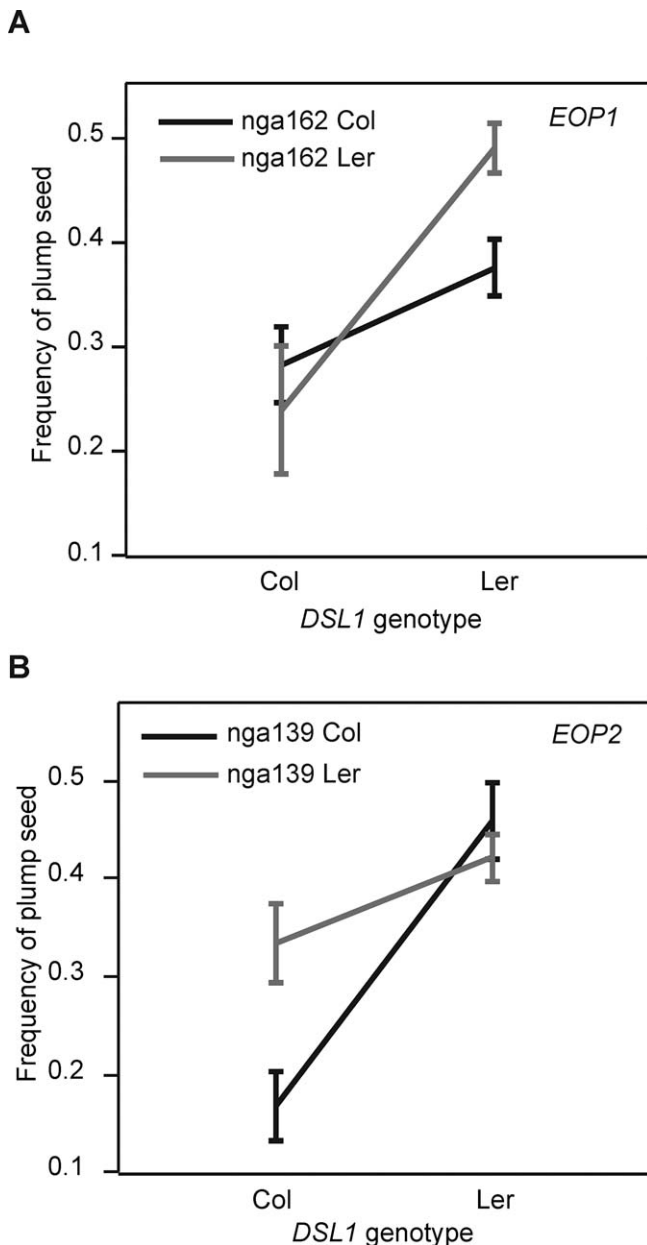 A
nga162 Col
EOP1
nga162 Ler
0.5
0.4
0.3
0.2
0.1
Frequency of plump seed
Col
Ler
DSL1 genotype
B
nga139 Col
EOP2
nga139 Ler
0.5
0.4
0.3
0.2
0.1
Frequency of plump seed
Col
Ler
DSL1 genotype